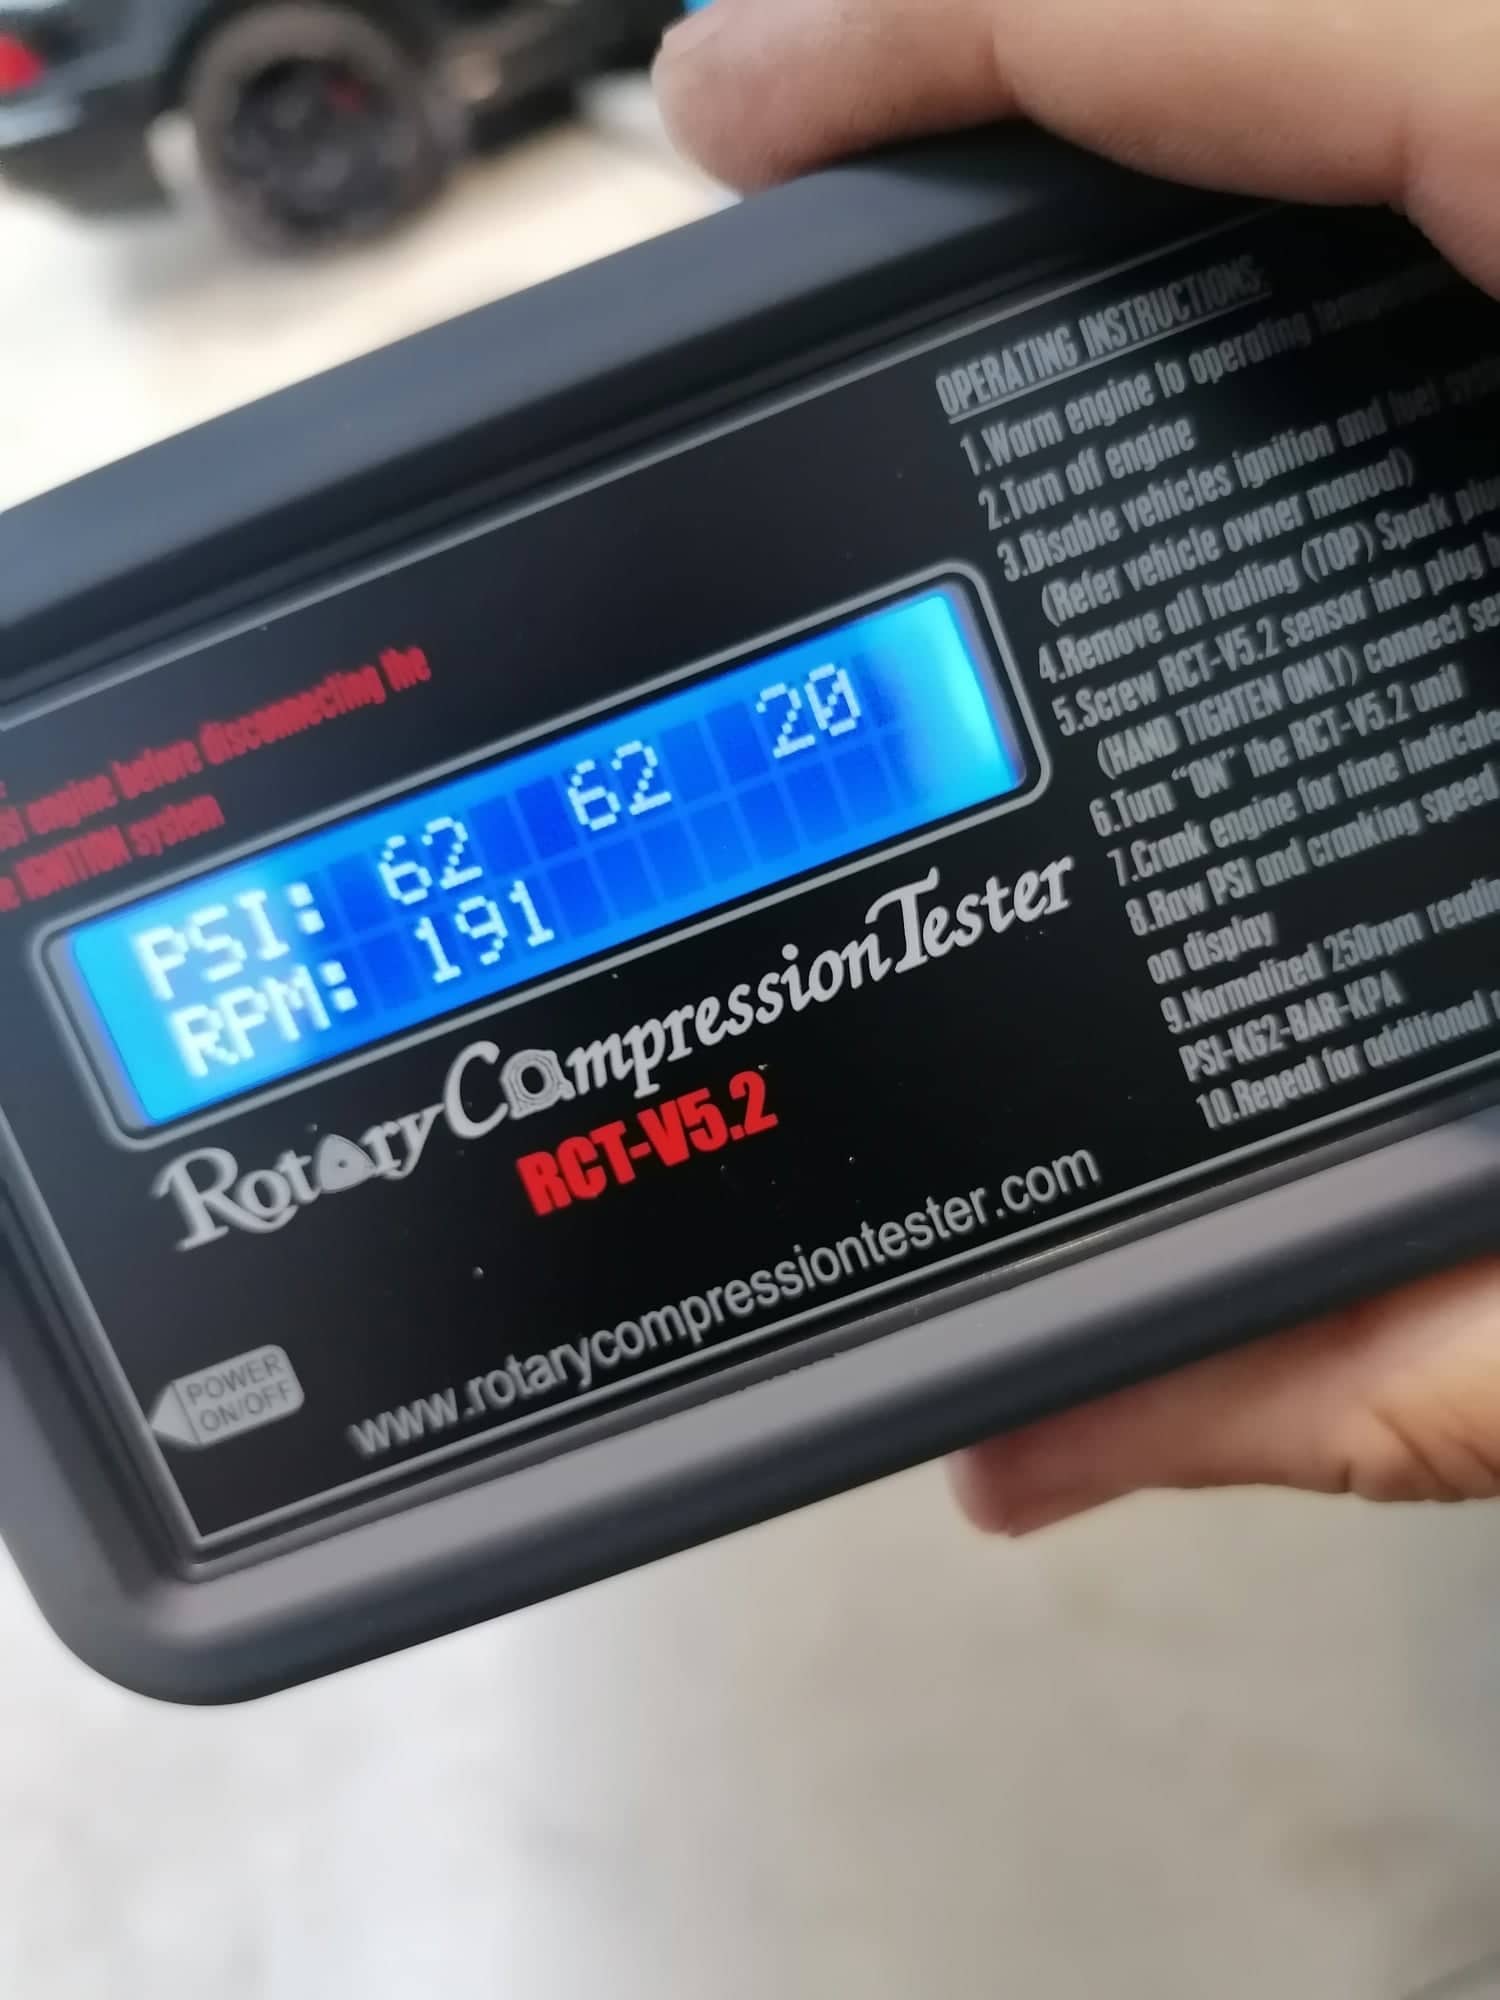 engine before disconnecting the
IGNITION system
PSI: 62 62 20
RPM: 191
Rotary Compression Tester
RCT-V5.2
www.rotarycompressiontester.com
POWER
ON/OFF
OPERATING INSTRUCTIONS:
1.Warm engine to operating
2.Turn off engine
3.Disable vehicles ignition and fuel
(Refer vehicle owner manual)
4.Remove all trailing (TOP) Spark
5.Screw RCT-V5.2 sensor into plug
(HAND TIGHTEN ONLY) connect
6.Turn "ON" the RCT-V5.2 unit
7.Crank engine for time
8.Raw PSI and cranking speed
on display
9.Normalized 250rpm
PSI-KG2-BAR-KPA
10.Repeat for additional